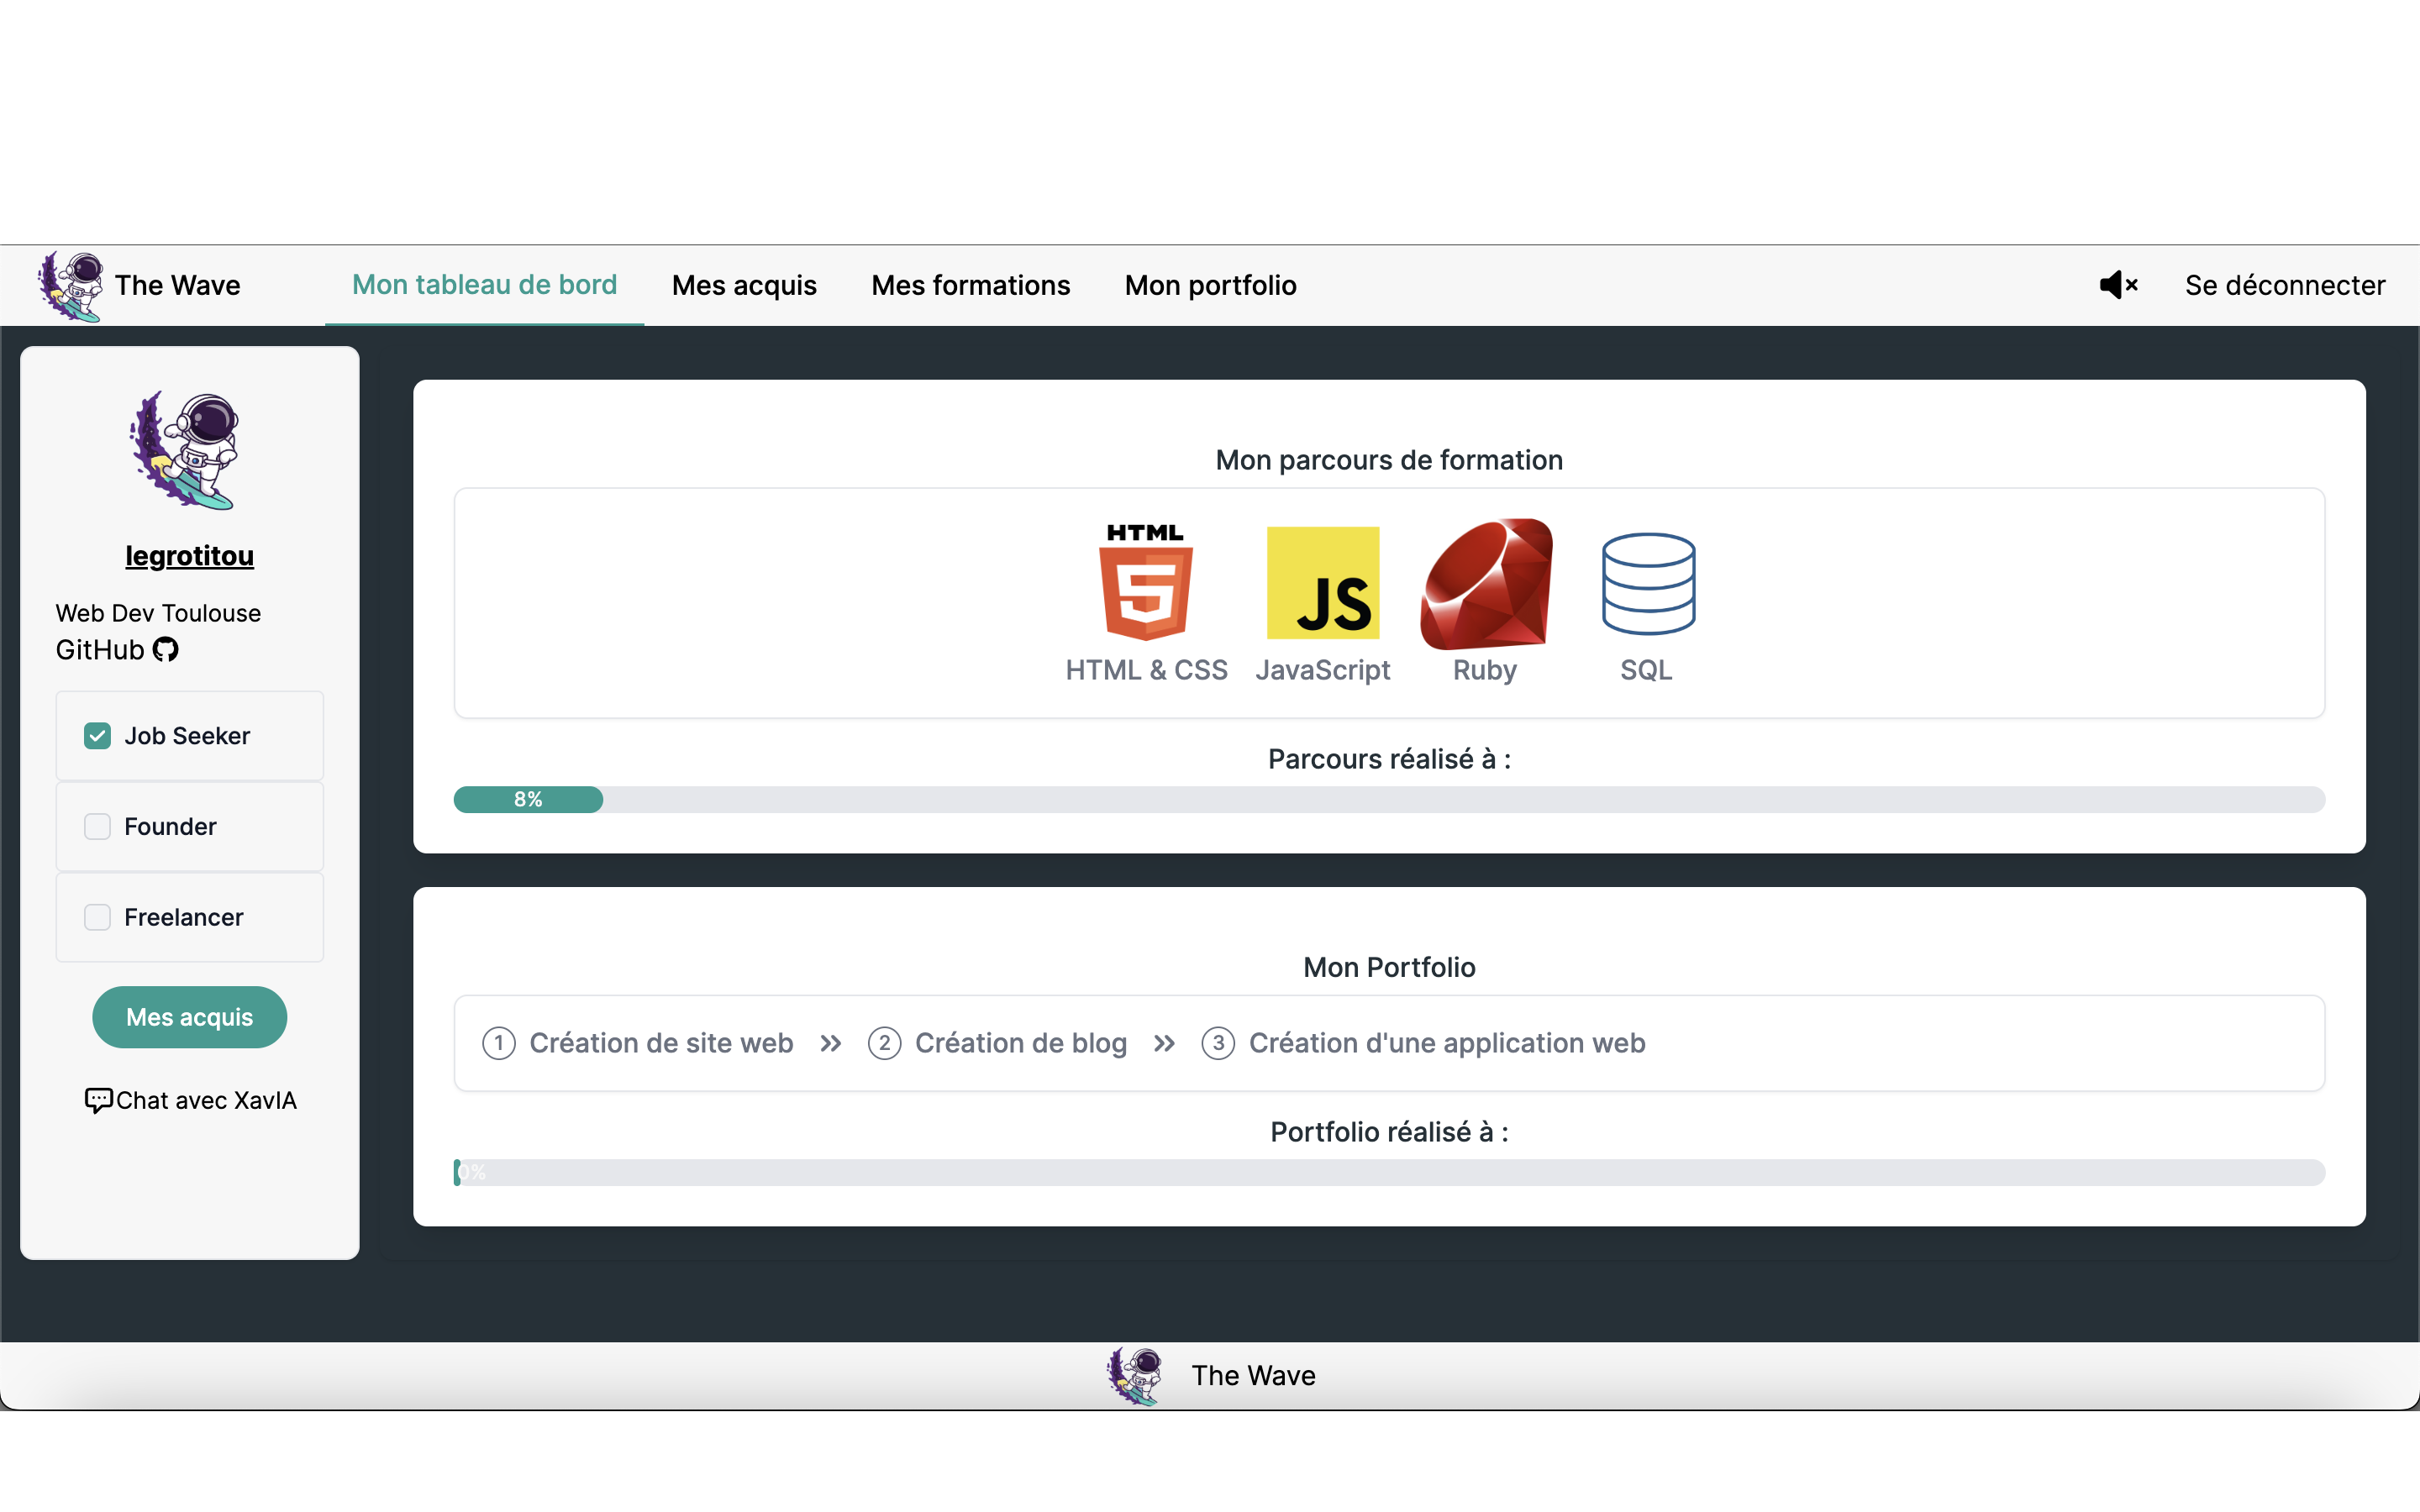 The Wave
Mon tableau de bord
Mes acquis
Mes formations
Mon portfolio
Se déconnecter
legrotitou
Web Dev Toulouse
GitHub
Job Seeker
Founder
Freelancer
Mes acquis
Chat avec XavIA
Mon parcours de formation
HTML
5
JS
HTML & CSS
JavaScript
Ruby
SQL
Parcours réalisé à :
8%
Mon Portfolio
1 Création de site web
2 Création de blog
3 Création d'une application web
Portfolio réalisé à :
0%
The Wave